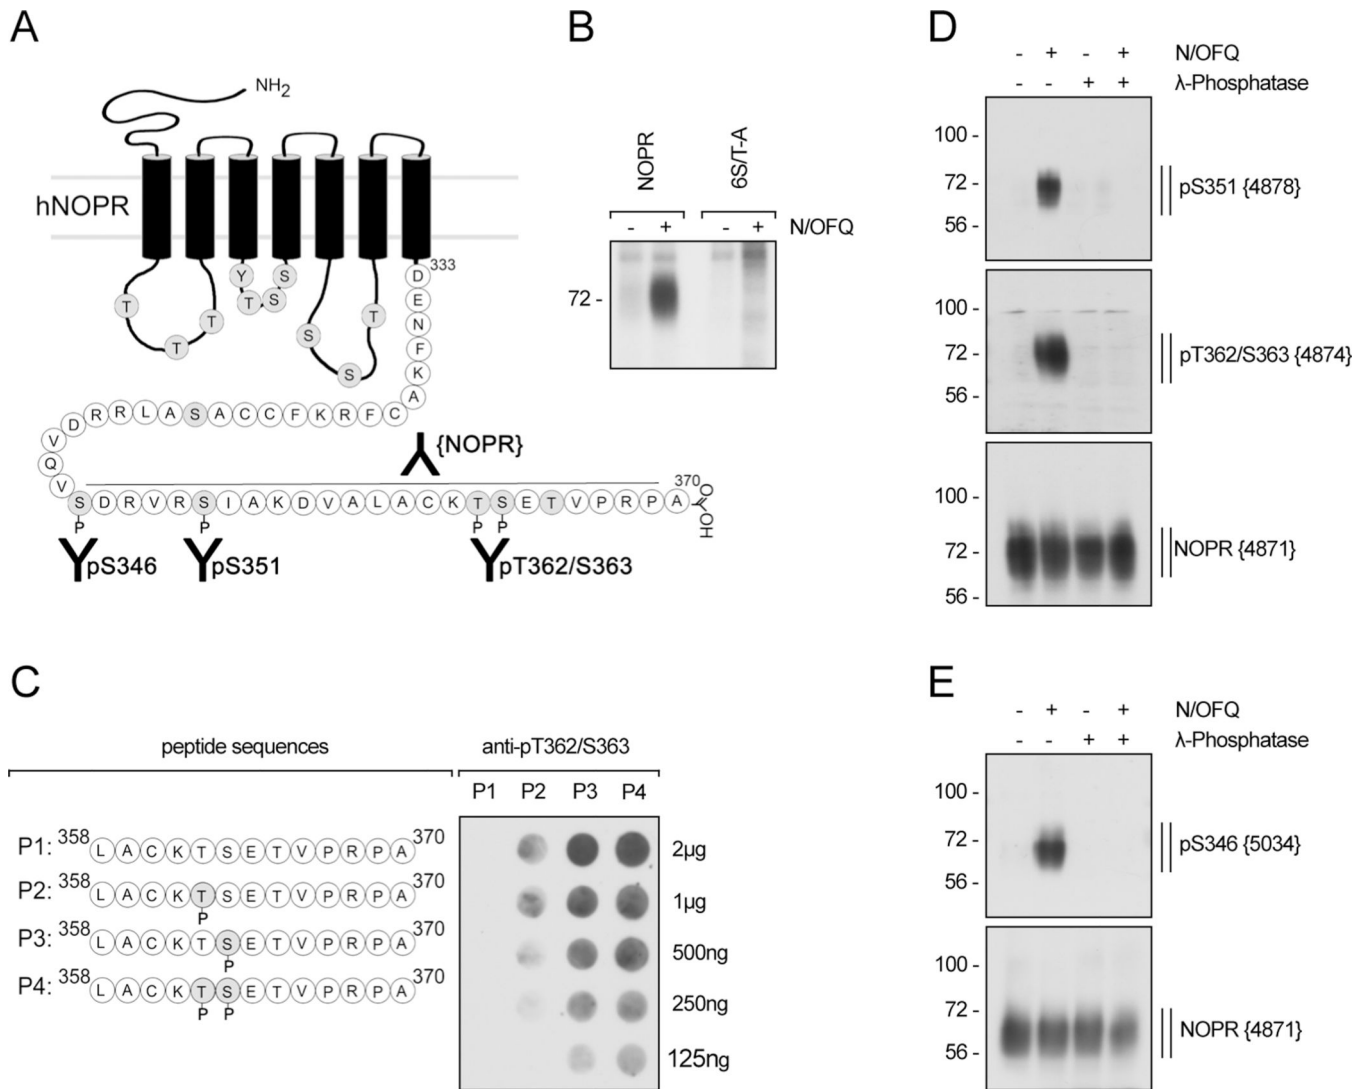 A
NH2
hNOPR
T T T Y T S S S S T
333
D E N F K A
V D R R L A S A C C F K R F C
Q
V
{NOPR}
370
S D R V R S I A K D V A L A C K T S E T V P R P A
O
OH
P P P P
pS346 pS351 pT362/S363
B
NOPR 6S/T-A
- + - + N/OFQ
72 -
C
peptide sequences anti-pT362/S363
P1 P2 P3 P4
P1: 358 L A C K T S E T V P R P A 370 2µg
P2: 358 L A C K T S E T V P R P A 370 1µg
P
P3: 358 L A C K T S E T V P R P A 370 500ng
P
P4: 358 L A C K T S E T V P R P A 370 250ng
P P
125ng
D
- + - + N/OFQ
- - + + λ-Phosphatase
100 -
72 - pS351 {4878}
56 -
100 -
72 - pT362/S363 {4874}
56 -
100 -
72 - NOPR {4871}
56 -
E
- + - + N/OFQ
- - + + λ-Phosphatase
100 -
72 - pS346 {5034}
56 -
100 -
72 - NOPR {4871}
56 -